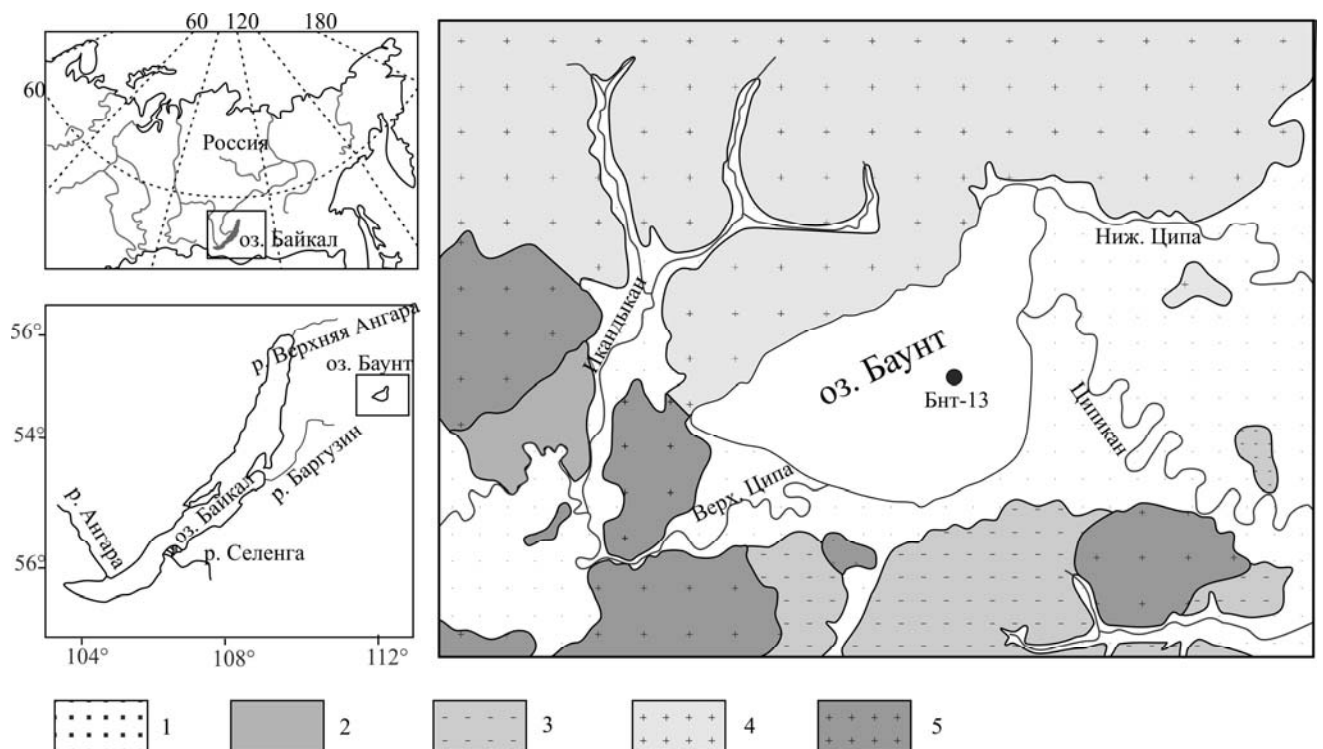 60 120 180
60
Россия
оз. Байкал
56°
54°
56°
р. Верхняя Ангара
оз. Баунт
р. Баргузин
оз. Байкал
р. Ангара
р. Селенга
104° 108° 112°
Икандыкан
оз. Баунт
Бнт-13
Ниж. Ципа
Ципикан
Верх. Ципа
1 2 3 4 5